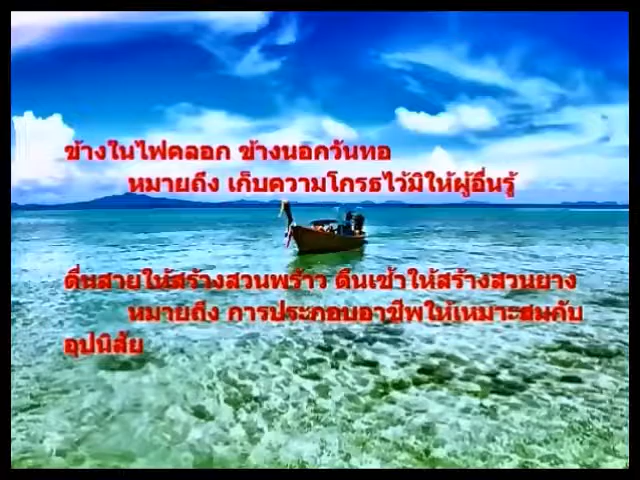 ข้างในไฟคลอก ข้างนอกวันทอ
หมายถึง เก็บความโกรธไว้มิให้ผู้อื่นรู้
ตื่นสายให้สร้างสวนพร้าว ตื่นเช้าให้สร้างสวนยาง
หมายถึง การประกอบอาชีพให้เหมาะสมกับ
อุปนิสัย